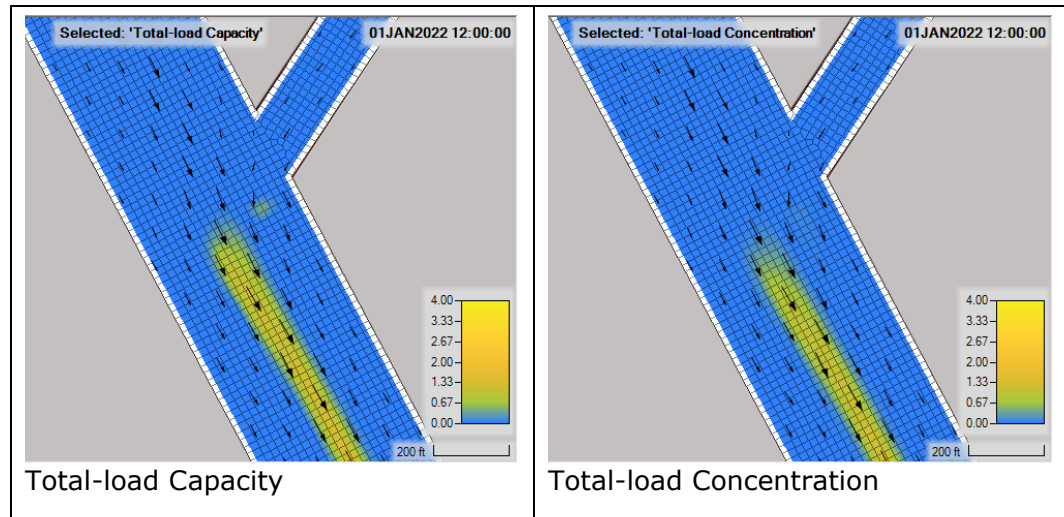 Selected: 'Total-load Capacity' 01JAN2022 12:00:00
4.00
3.33
2.67
2.00
1.33
0.67
0.00
200 ft
Total-load Capacity
Selected: 'Total-load Concentration' 01JAN2022 12:00:00
4.00
3.33
2.67
2.00
1.33
0.67
0.00
200 ft
Total-load Concentration